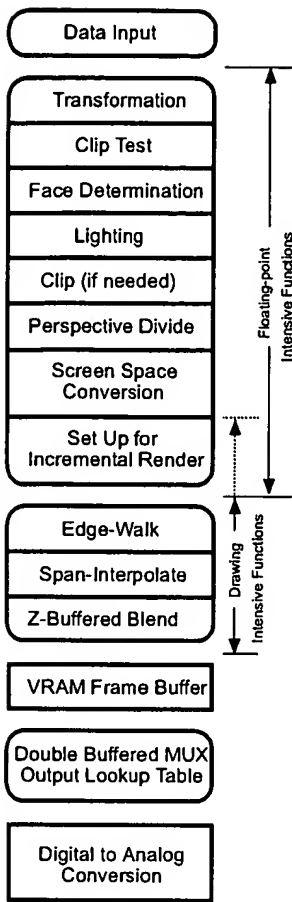 Data Input
Transformation
Clip Test
Face Determination
Lighting
Clip (if needed)
Perspective Divide
Screen Space
Conversion
Set Up for
Incremental Render
Floating-point
Intensive Functions
Edge-Walk
Span-Interpolate
Z-Buffered Blend
Drawing
Intensive Functions
VRAM Frame Buffer
Double Buffered MUX
Output Lookup Table
Digital to Analog
Conversion